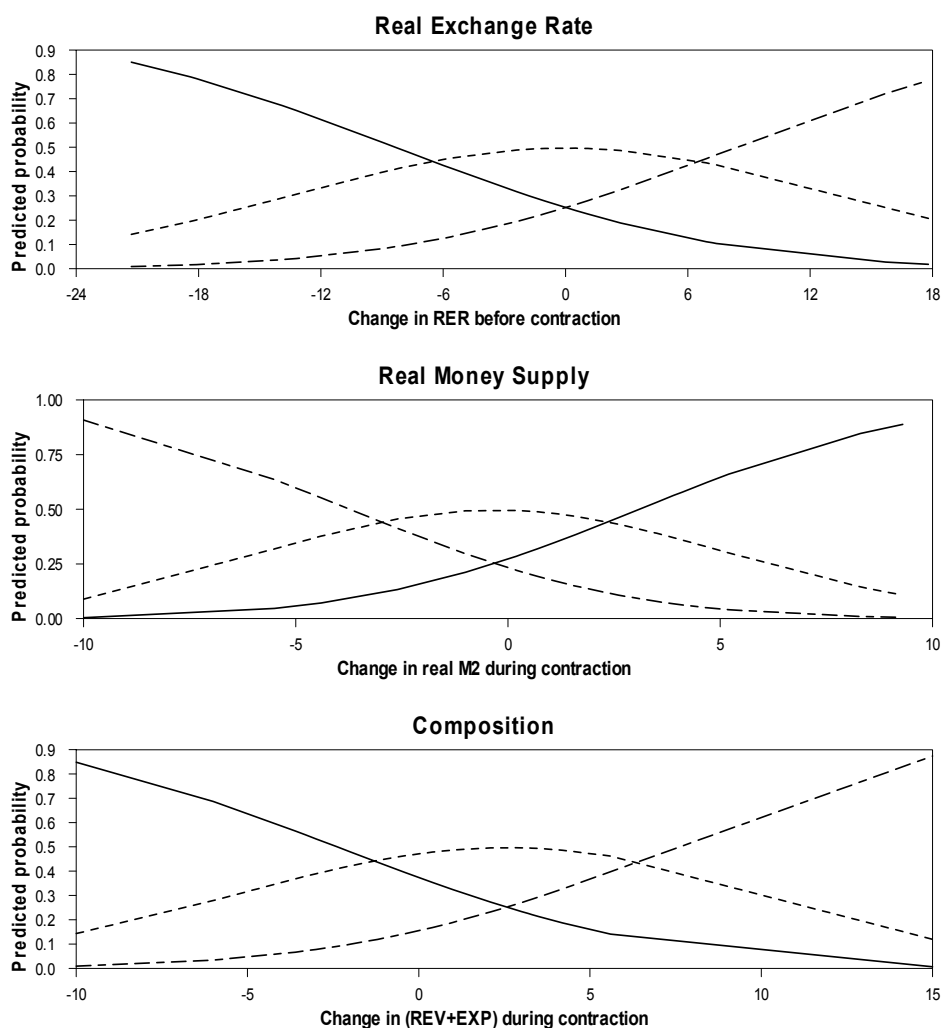 Real Exchange Rate
Predicted probability
0.9
0.8
0.7
0.6
0.5
0.4
0.3
0.2
0.1
0.0
-24 -18 -12 -6 0 6 12 18
Change in RER before contraction
Real Money Supply
Predicted probability
1.00
0.75
0.50
0.25
0.00
-10 -5 0 5 10
Change in real M2 during contraction
Composition
Predicted probability
0.9
0.8
0.7
0.6
0.5
0.4
0.3
0.2
0.1
0.0
-10 -5 0 5 10 15
Change in (REV+EXP) during contraction